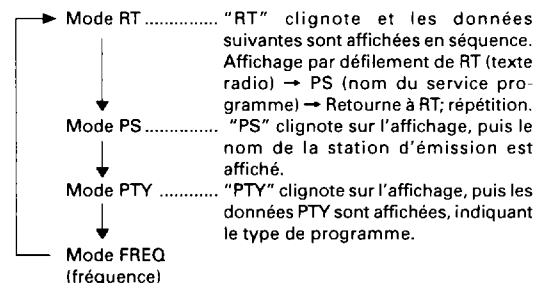 Mode RT ............... "RT" clignote et les données
suivantes sont affichées en séquence.
Affichage par défilement de RT (texte
radio) → PS (nom du service pro-
gramme) → Retourne à RT; répétition.
Mode PS ............... "PS" clignote sur l'affichage, puis le
nom de la station d'émission est
affiché.
Mode PTY ............ "PTY" clignote sur l'affichage, puis les
données PTY sont affichées, indiquant
le type de programme.
Mode FREQ
(fréquence)